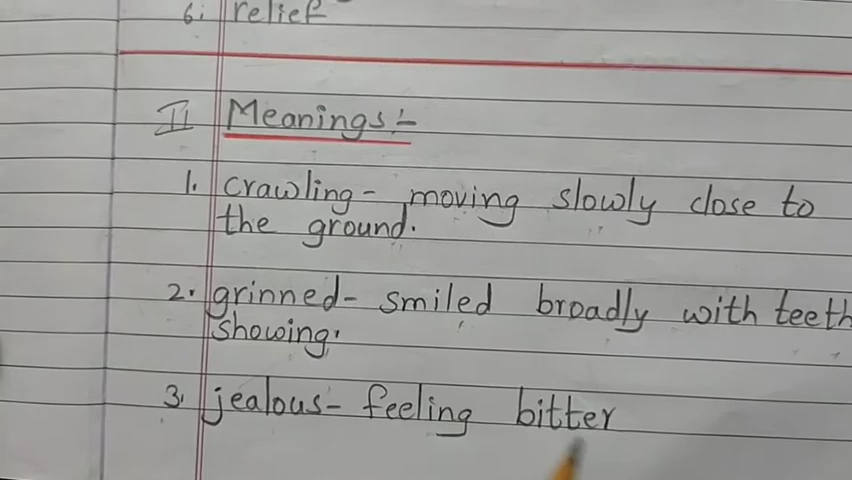 6. relief
II Meanings:-
1. crawling - moving slowly close to
the ground.
2. grinned - smiled broadly with teeth
showing.
3. jealous - feeling bitter